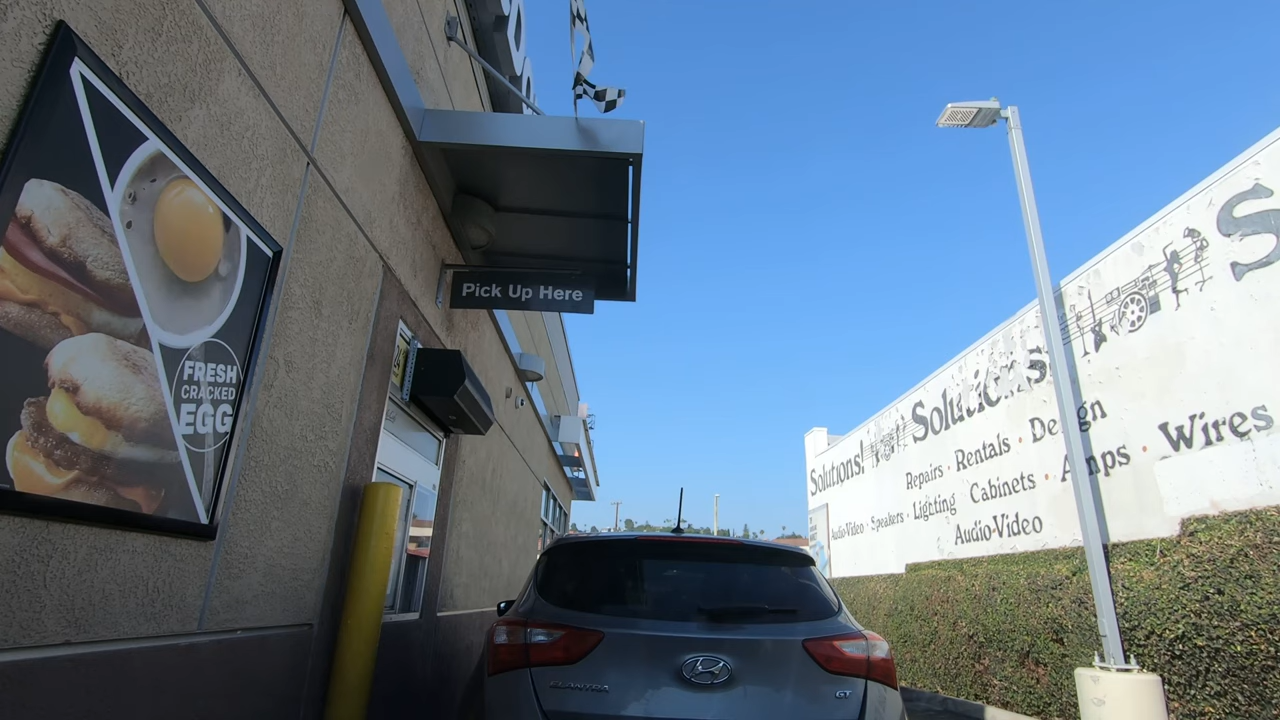 FRESH
CRACKED
EGG
Pick Up Here
Solutions! Solutions S
Repairs · Rentals · Design
Audio-Video · Speakers · Lighting Cabinets · Amps · Wires
Audio-Video
ELANTRA
GT